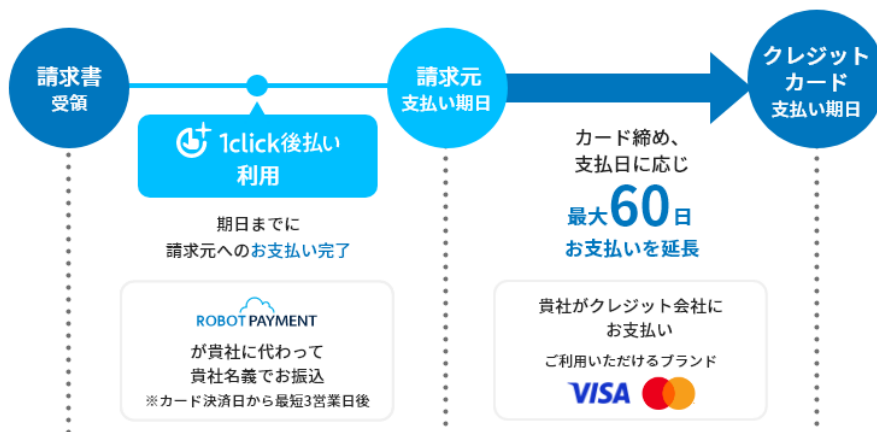 請求書
受領
1click後払い
利用
期日までに
請求元へのお支払い完了
ROBOT PAYMENT
が貴社に代わって
貴社名義でお振込
※カード決済日から最短3営業日後
請求元
支払い期日
カード締め、
支払日に応じ
最大60日
お支払いを延長
貴社がクレジット会社に
お支払い
ご利用いただけるブランド
VISA
クレジット
カード
支払い期日